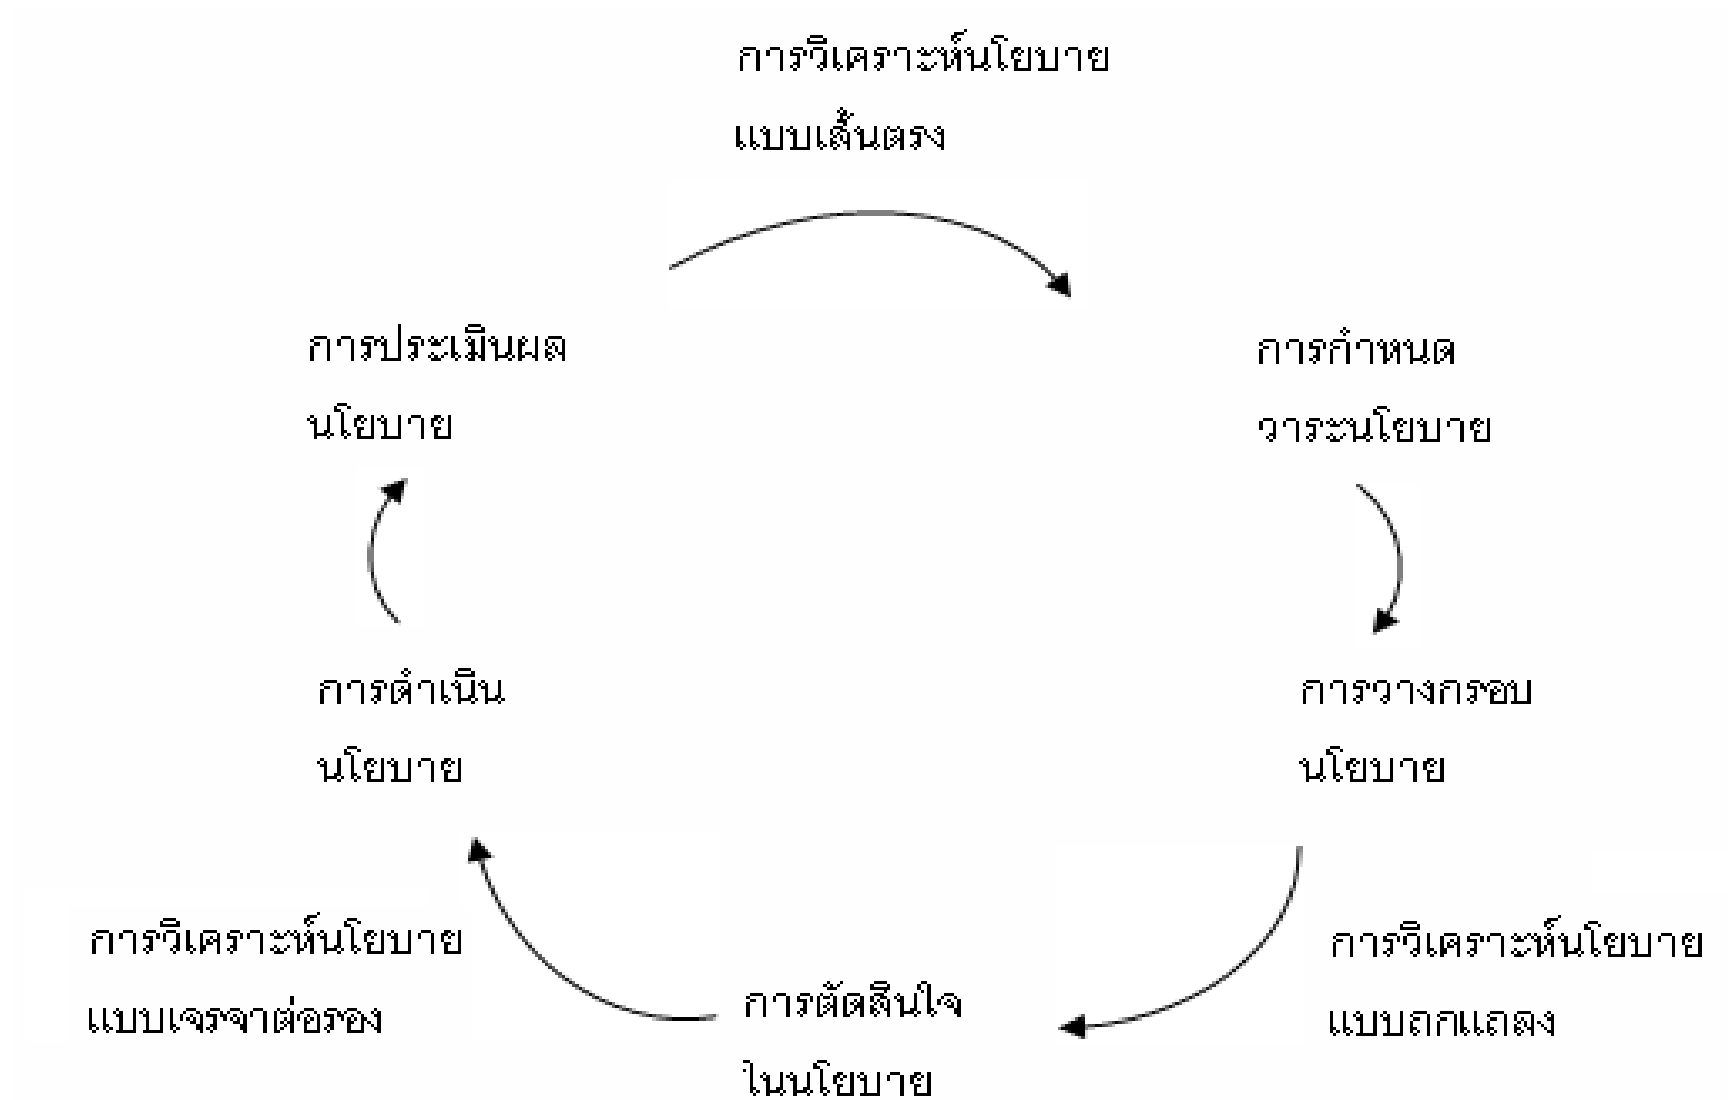 การวิเคราะห์นโยบาย
แบบเส้นตรง
การประเมินผล
นโยบาย
การกำหนด
วาระนโยบาย
การดำเนิน
นโยบาย
การวางกรอบ
นโยบาย
การวิเคราะห์นโยบาย
แบบเจรจาต่อรอง
การตัดสินใจ
ในนโยบาย
การวิเคราะห์นโยบาย
แบบถกแถลง